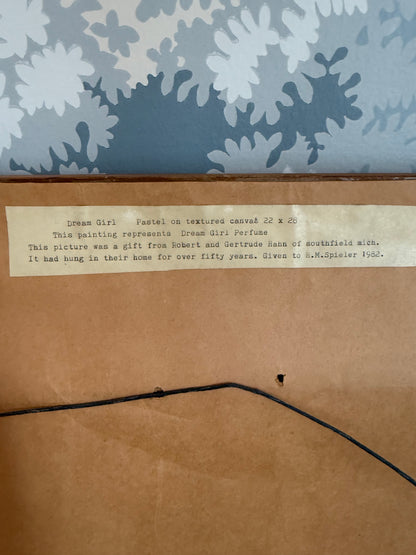 Dream Girl Pastel on textured canvas 22 x 28
This painting represents Dream Girl Perfume
This picture was a gift from Robert and Gertrude Hann of southfield mich.
It had hung in their home for over fifty years. Given to H.M.Spieler 1982.